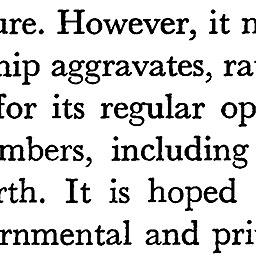 ure. However, it n
hip aggravates, ra
for its regular op
mbers, including
rth. It is hoped
rnmental and pri